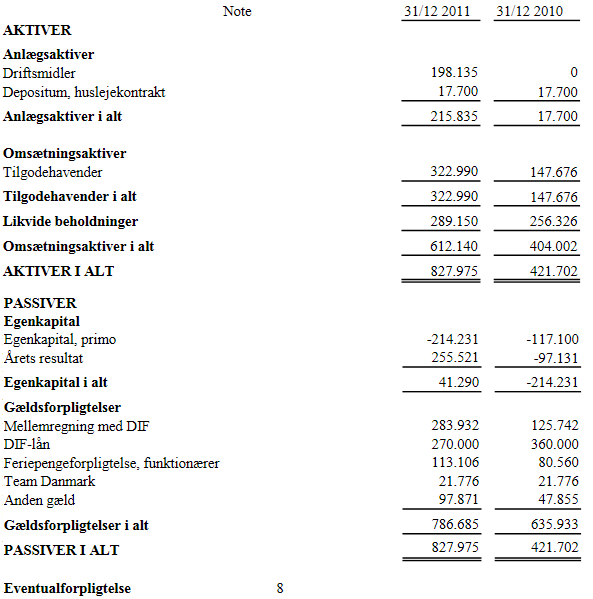 Note 31/12 2011 31/12 2010
AKTIVER
Anlægsaktiver
Driftsmidler 198.135 0
Depositum, huslejekontrakt 17.700 17.700
Anlægsaktiver i alt 215.835 17.700
Omsætningsaktiver
Tilgodehavender 322.990 147.676
Tilgodehavender i alt 322.990 147.676
Likvide beholdninger 289.150 256.326
Omsætningsaktiver i alt 612.140 404.002
AKTIVER I ALT 827.975 421.702
PASSIVER
Egenkapital
Egenkapital, primo -214.231 -117.100
Årets resultat 255.521 -97.131
Egenkapital i alt 41.290 -214.231
Gældsforpligtelser
Mellemregning med DIF 283.932 125.742
DIF-lån 270.000 360.000
Feriepengeforpligtelse, funktionærer 113.106 80.560
Team Danmark 21.776 21.776
Anden gæld 97.871 47.855
Gældsforpligtelser i alt 786.685 635.933
PASSIVER I ALT 827.975 421.702
Eventualforpligtelse 8